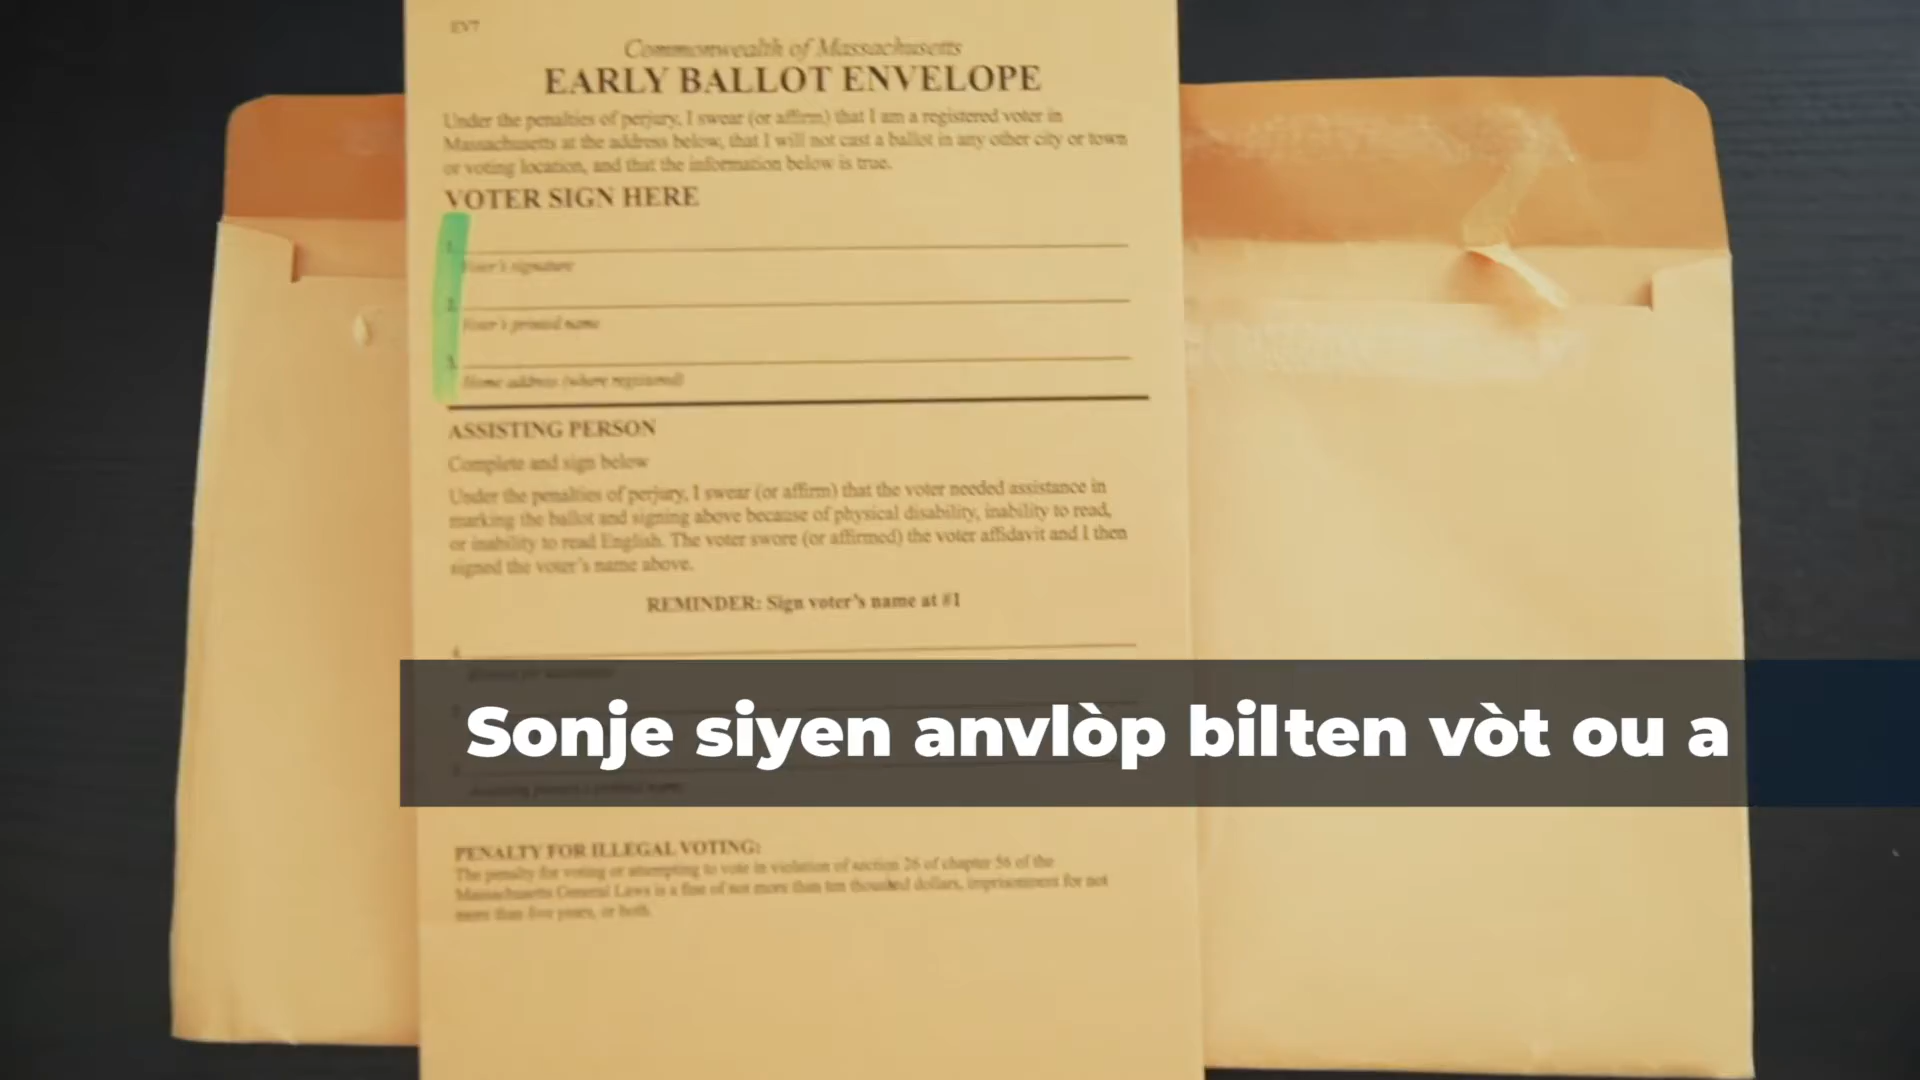 EV7
Commonwealth of Massachusetts
EARLY BALLOT ENVELOPE
Under the penalties of perjury, I swear (or affirm) that I am a registered voter in
Massachusetts at the address below, that I will not cast a ballot in any other city or town
or voting location, and that the information below is true.
VOTER SIGN HERE
1.
Voter's signature
2.
Voter's printed name
3.
Home address (where registered)
ASSISTING PERSON
Complete and sign below
Under the penalties of perjury, I swear (or affirm) that the voter needed assistance in
marking the ballot and signing above because of physical disability, inability to read,
or inability to read English. The voter swore (or affirmed) the voter affidavit and I then
signed the voter's name above.
REMINDER: Sign voter's name at #1
4.
Sonje siyen anvlòp bilten vòt ou a
Assisting person's printed name
PENALTY FOR ILLEGAL VOTING:
The penalty for voting or attempting to vote in violation of section 26 of chapter 56 of the
Massachusetts General Laws is a fine of not more than ten thousand dollars, imprisonment for not
more than five years, or both.